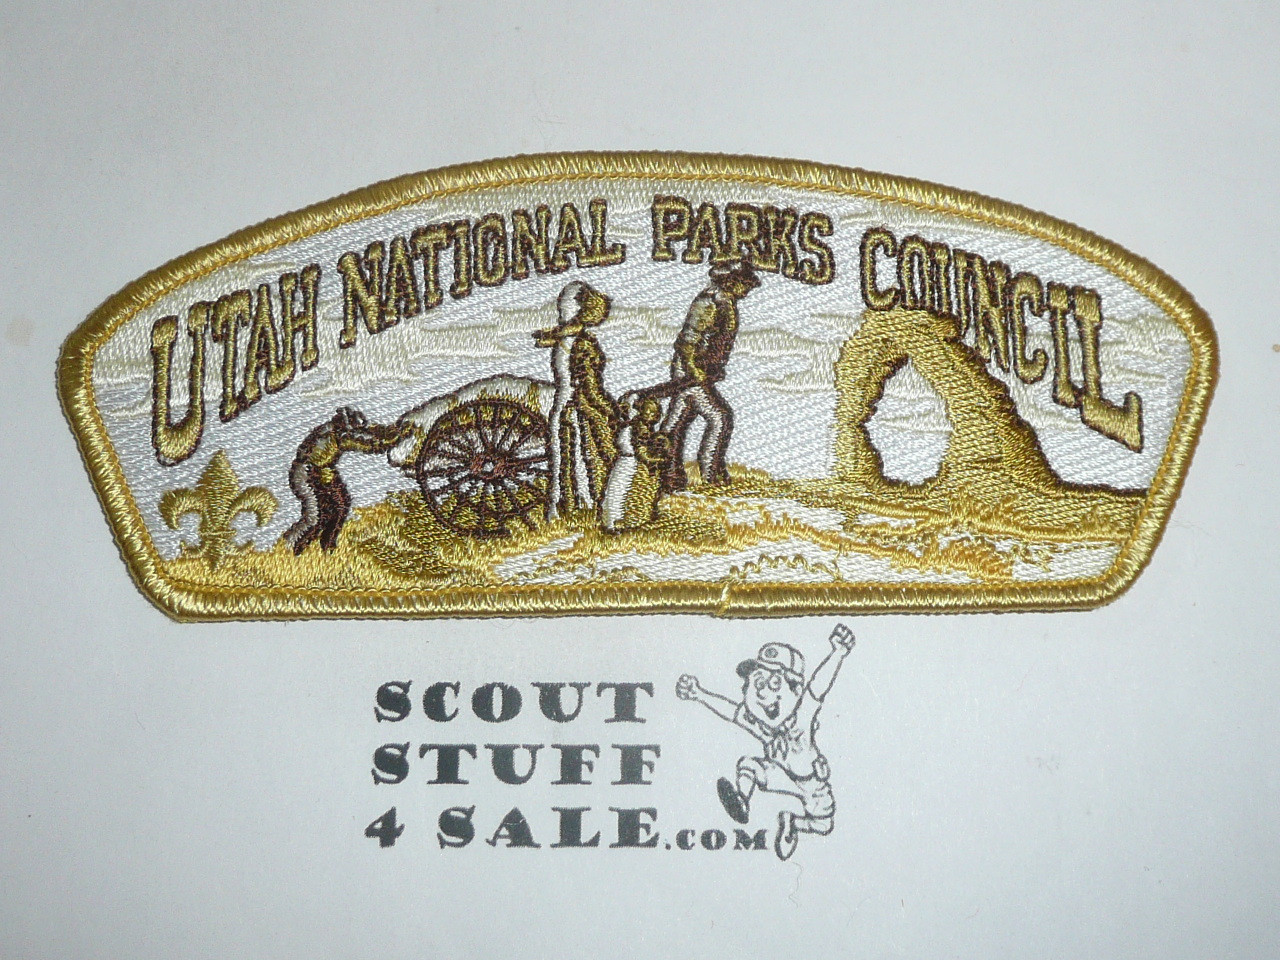 UTAH NATIONAL PARKS COUNCIL
SCOUT
STUFF
4 SALE.COM